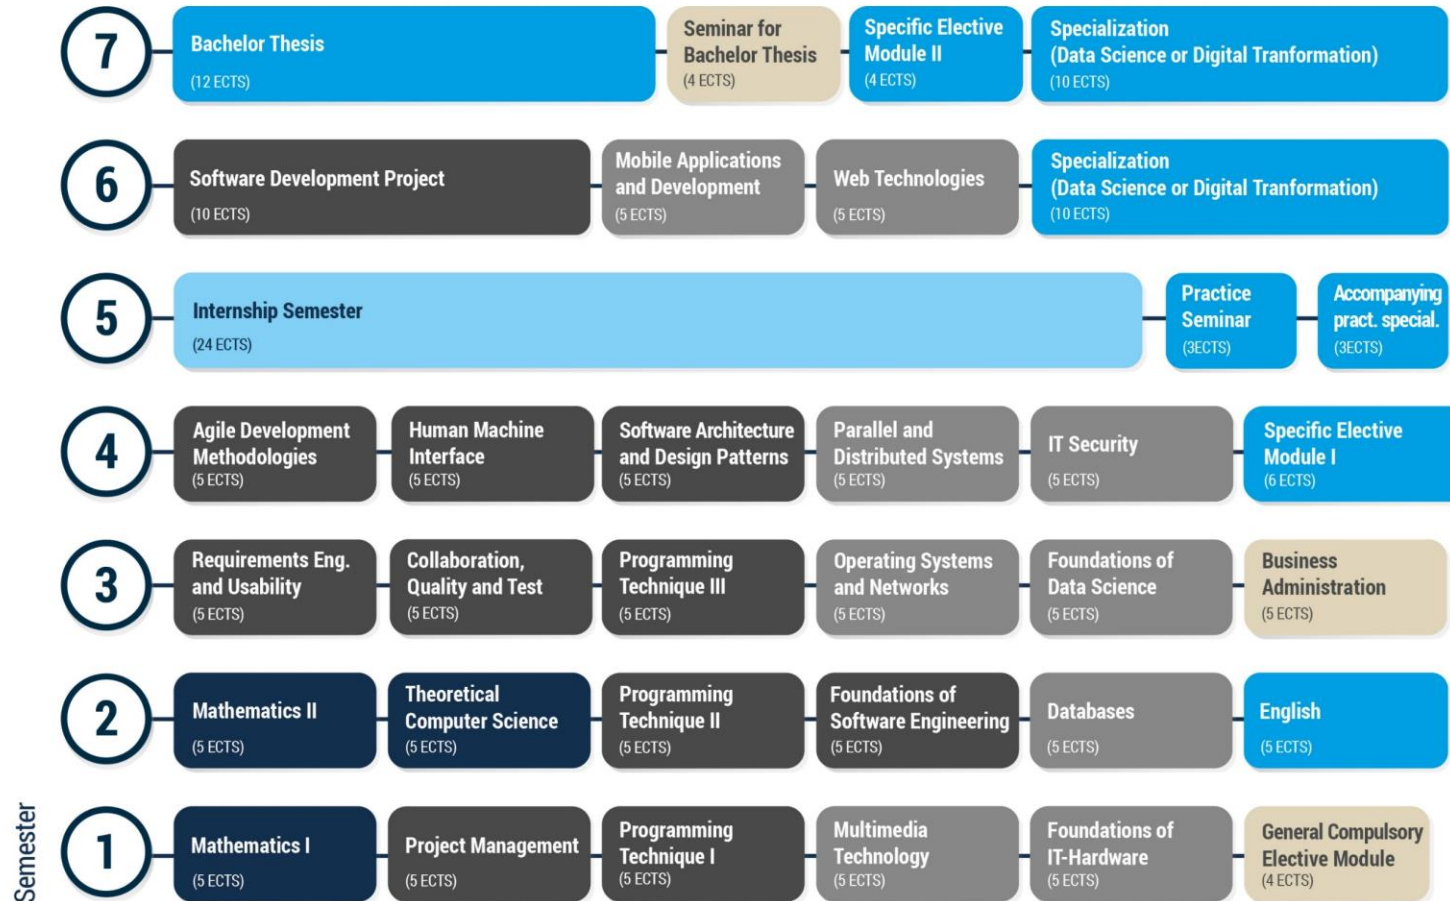 7
Bachelor Thesis
(12 ECTS)
Seminar for
Bachelor Thesis
(4 ECTS)
Specific Elective
Module II
(4 ECTS)
Specialization
(Data Science or Digital Tranformation)
(10 ECTS)
6
Software Development Project
(10 ECTS)
Mobile Applications
and Development
(5 ECTS)
Web Technologies
(5 ECTS)
Specialization
(Data Science or Digital Tranformation)
(10 ECTS)
5
Internship Semester
(24 ECTS)
Practice
Seminar
(3ECTS)
Accompanying
pract. special.
(3ECTS)
4
Agile Development
Methodologies
(5 ECTS)
Human Machine
Interface
(5 ECTS)
Software Architecture
and Design Patterns
(5 ECTS)
Parallel and
Distributed Systems
(5 ECTS)
IT Security
(5 ECTS)
Specific Elective
Module I
(6 ECTS)
3
Requirements Eng.
and Usability
(5 ECTS)
Collaboration,
Quality and Test
(5 ECTS)
Programming
Technique III
(5 ECTS)
Operating Systems
and Networks
(5 ECTS)
Foundations of
Data Science
(5 ECTS)
Business
Administration
(5 ECTS)
2
Mathematics II
(5 ECTS)
Theoretical
Computer Science
(5 ECTS)
Programming
Technique II
(5 ECTS)
Foundations of
Software Engineering
(5 ECTS)
Databases
(5 ECTS)
English
(5 ECTS)
Semester
1
Mathematics I
(5 ECTS)
Project Management
(5 ECTS)
Programming
Technique I
(5 ECTS)
Multimedia
Technology
(5 ECTS)
Foundations of
IT-Hardware
(5 ECTS)
General Compulsory
Elective Module
(4 ECTS)